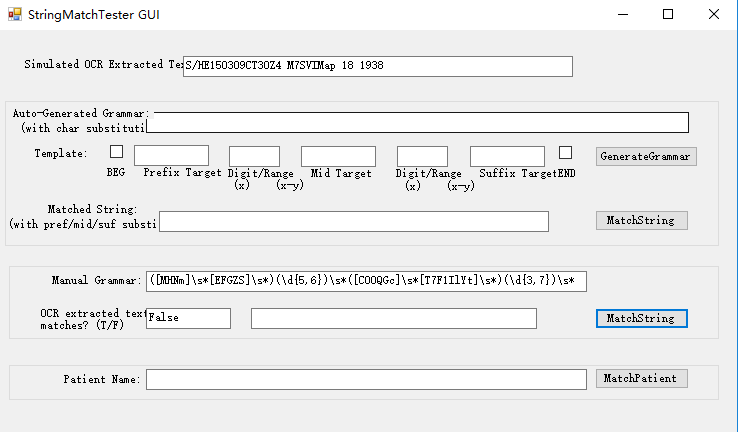 StringMatchTester GUI
Simulated OCR Extracted Tex S/HE150309CT3OZ4 M7SVIMap 18 1938
Auto-Generated Grammar:
(with char substituti
Template:
GenerateGrammar
BEG Prefix Target Digit/Range Mid Target Digit/Range Suffix Target END
(x) (x-y) (x) (x-y)
Matched String:
(with pref/mid/suf substi
MatchString
Manual Grammar: ([MHNm]\s*[EFGZS]\s*)(\d{5,6})\s*([COOQGc]\s*[T7F1IlYt]\s*)(\d{3,7})\s*
OCR extracted text
matches? (T/F)
False
MatchString
Patient Name:
MatchPatient